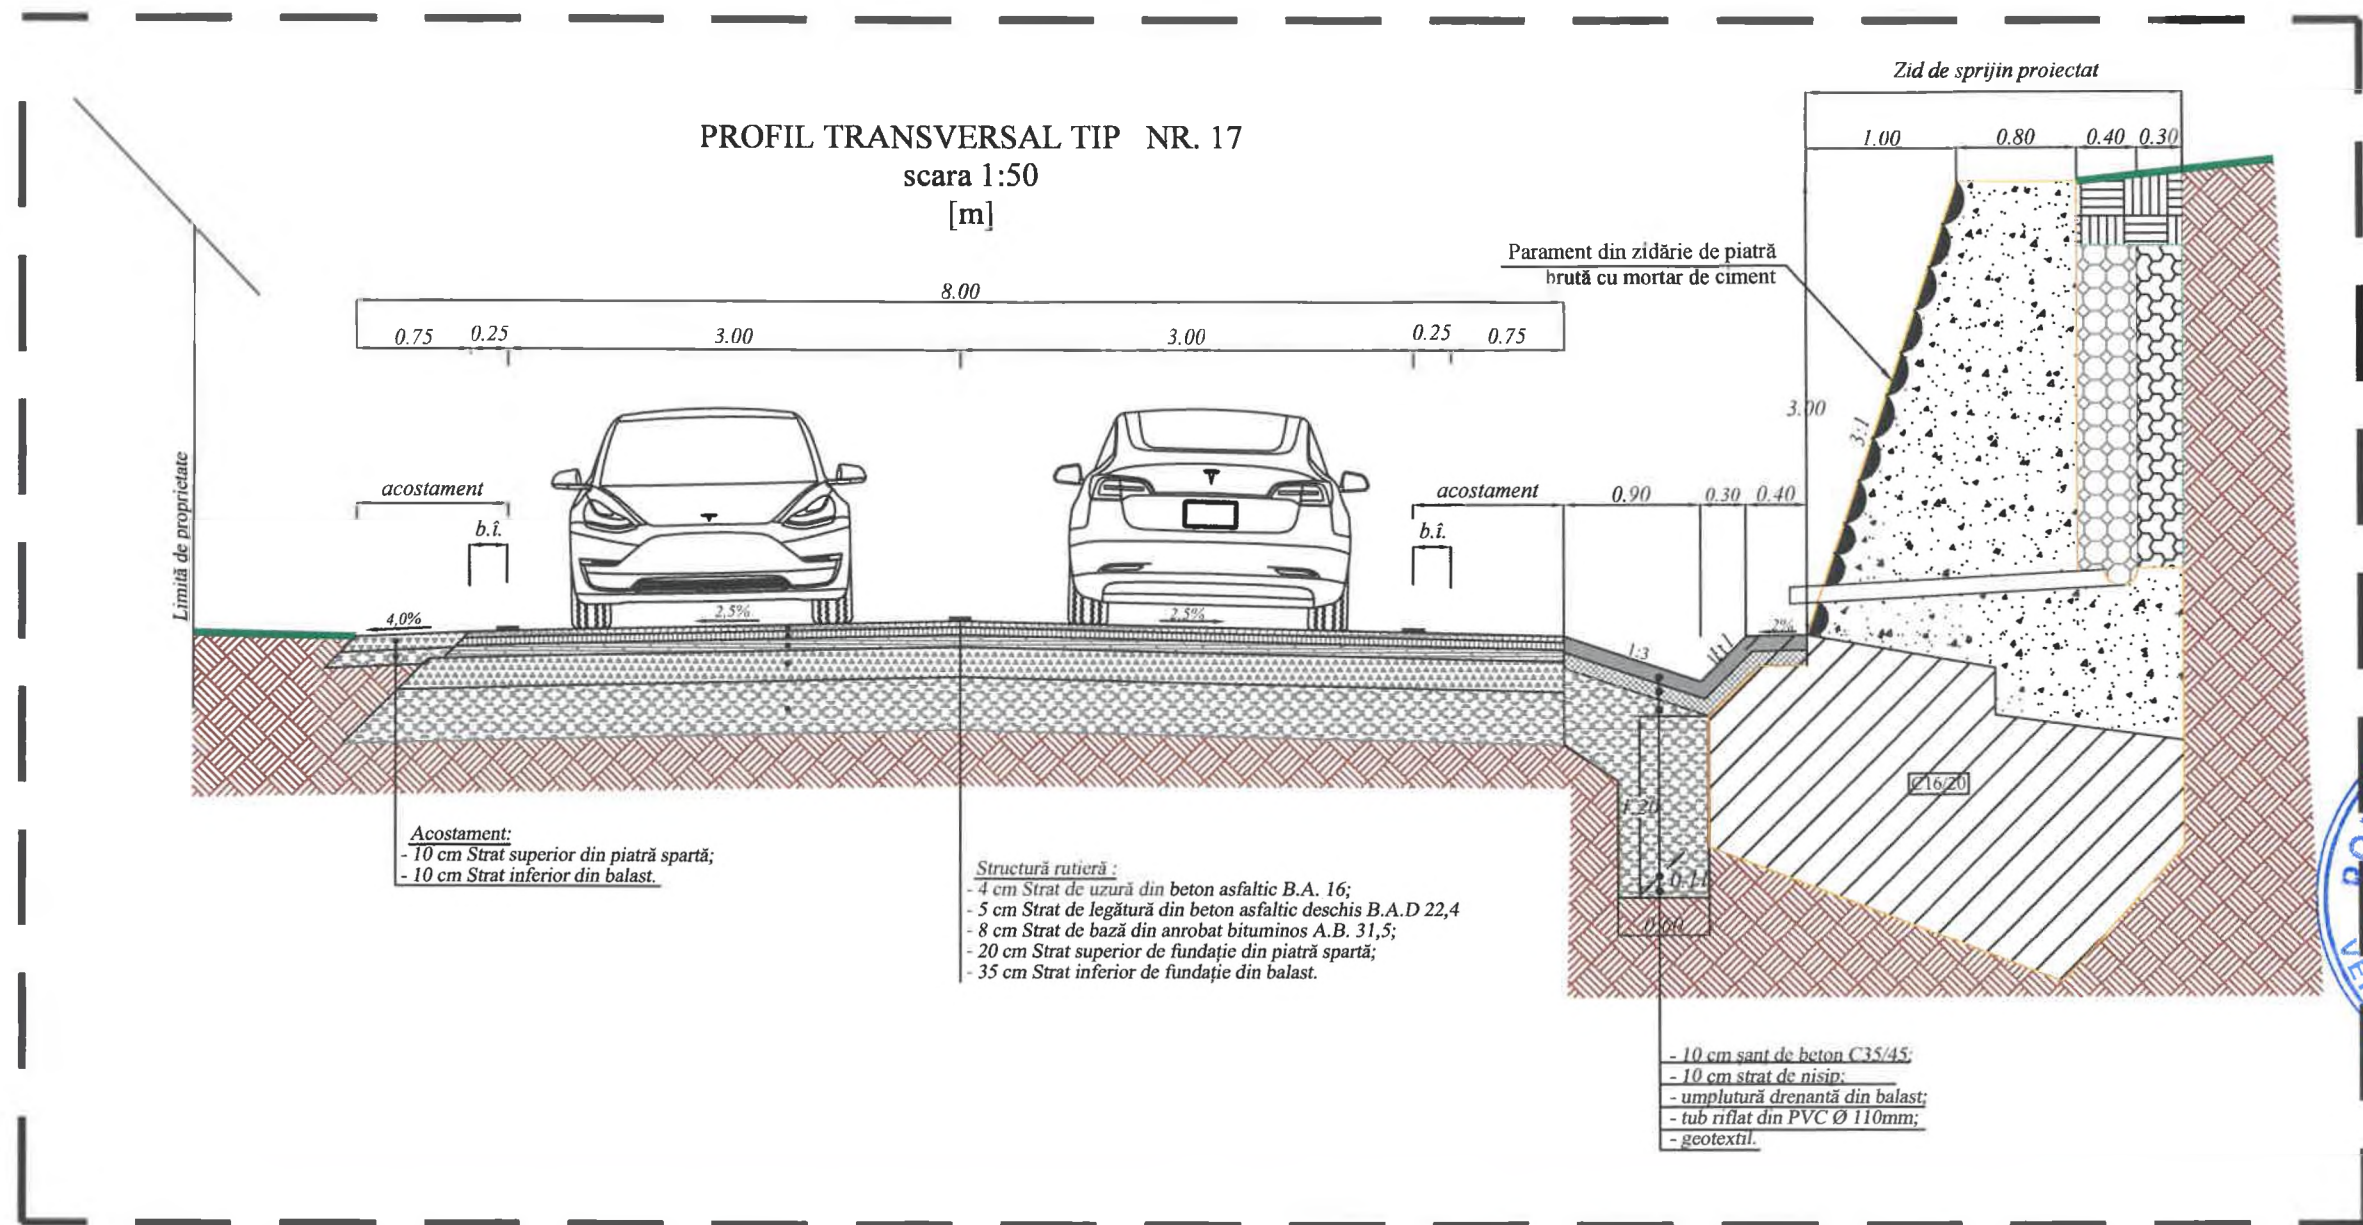 Zid de sprijin proiectat
1.00 0.80 0.40 0.30
PROFIL TRANSVERSAL TIP NR. 17
scara 1:50
[m]
Parament din zidărie de piatră
brută cu mortar de ciment
8.00
0.75 0.25 3.00 3.00 0.25 0.75
3.00
3:1
Limită de proprietate
acostament
b.î.
acostament
b.î.
0.90 0.30 0.40
4,0%
2,5%
2,5%
2%
1:3
1:1
C16/20
1.20
0.11
0.60
Acostament:
- 10 cm Strat superior din piatră spartă;
- 10 cm Strat inferior din balast.
Structură rutieră :
- 4 cm Strat de uzură din beton asfaltic B.A. 16;
- 5 cm Strat de legătură din beton asfaltic deschis B.A.D 22,4
- 8 cm Strat de bază din anrobat bituminos A.B. 31,5;
- 20 cm Strat superior de fundație din piatră spartă;
- 35 cm Strat inferior de fundație din balast.
- 10 cm șanț de beton C35/45;
- 10 cm strat de nisip;
- umplutură drenantă din balast;
- tub riflat din PVC Ø 110mm;
- geotextil.